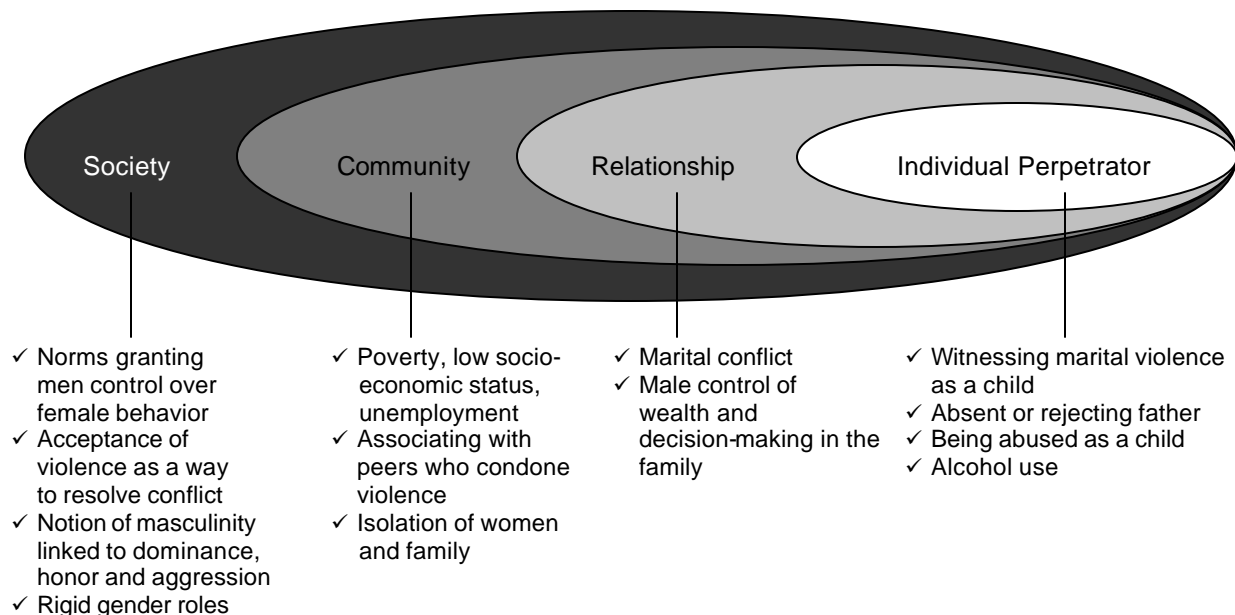 Society
Community
Relationship
Individual Perpetrator
✓ Norms granting
men control over
female behavior
✓ Acceptance of
violence as a way
to resolve conflict
✓ Notion of masculinity
linked to dominance,
honor and aggression
✓ Rigid gender roles
✓ Poverty, low socio-
economic status,
unemployment
✓ Associating with
peers who condone
violence
✓ Isolation of women
and family
✓ Marital conflict
✓ Male control of
wealth and
decision-making in the
family
✓ Witnessing marital violence
as a child
✓ Absent or rejecting father
✓ Being abused as a child
✓ Alcohol use